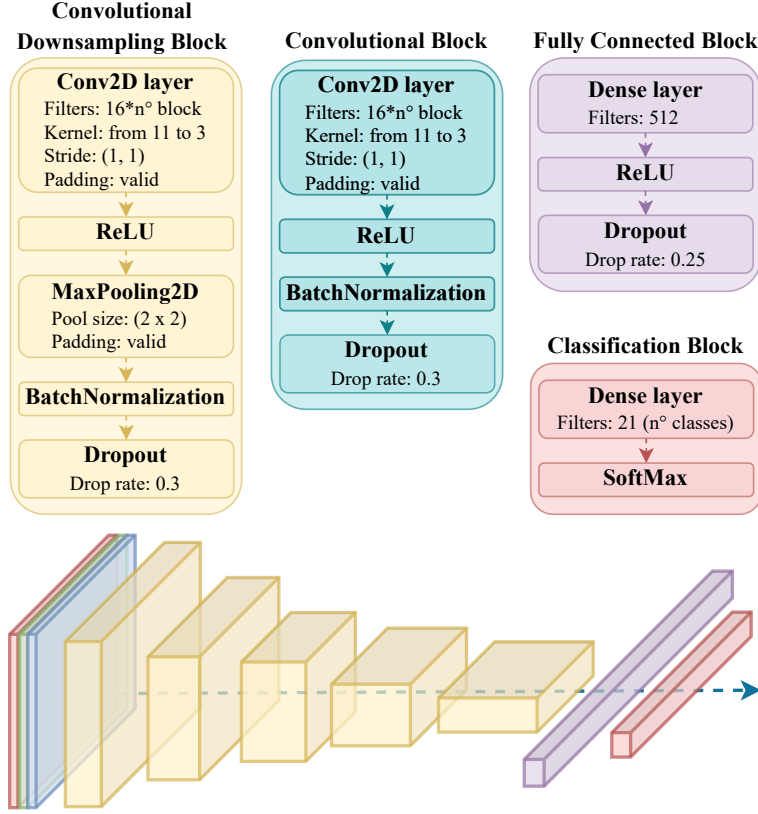 Convolutional
Downsampling Block
Conv2D layer
Filters: 16*n° block
Kernel: from 11 to 3
Stride: (1, 1)
Padding: valid
ReLU
MaxPooling2D
Pool size: (2 x 2)
Padding: valid
BatchNormalization
Dropout
Drop rate: 0.3
Convolutional Block
Conv2D layer
Filters: 16*n° block
Kernel: from 11 to 3
Stride: (1, 1)
Padding: valid
ReLU
BatchNormalization
Dropout
Drop rate: 0.3
Fully Connected Block
Dense layer
Filters: 512
ReLU
Dropout
Drop rate: 0.25
Classification Block
Dense layer
Filters: 21 (n° classes)
SoftMax